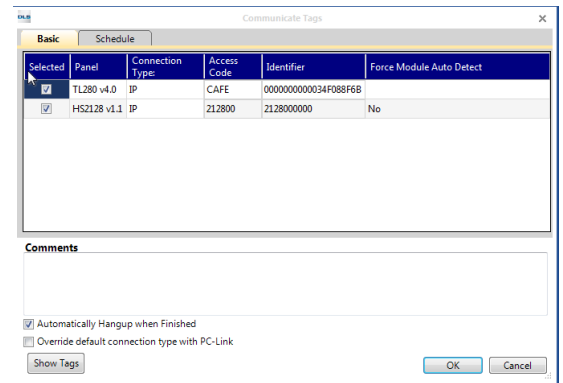 DLS
Communicate Tags
Basic Schedule
Selected Panel Connection Type: Access Code Identifier Force Module Auto Detect
TL280 v4.0 IP CAFE 0000000000034F088F6B
HS2128 v1.1 IP 212800 2128000000 No
Comments
Automatically Hangup when Finished
Override default connection type with PC-Link
Show Tags OK Cancel